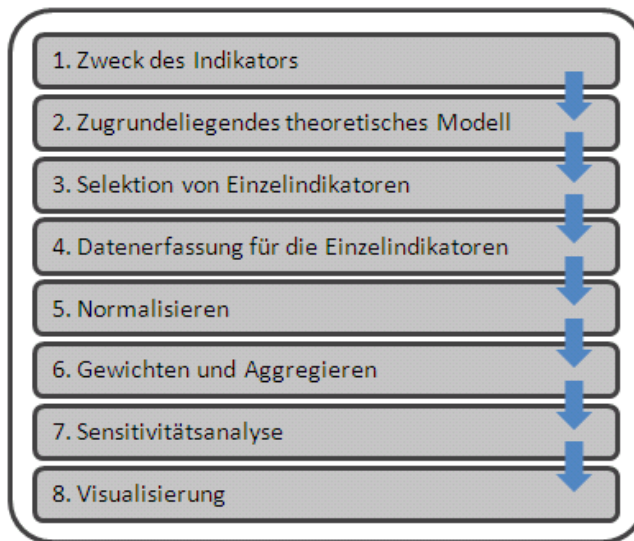 1. Zweck des Indikators
2. Zugrundeliegendes theoretisches Modell
3. Selektion von Einzelindikatoren
4. Datenerfassung für die Einzelindikatoren
5. Normalisieren
6. Gewichten und Aggregieren
7. Sensitivitätsanalyse
8. Visualisierung